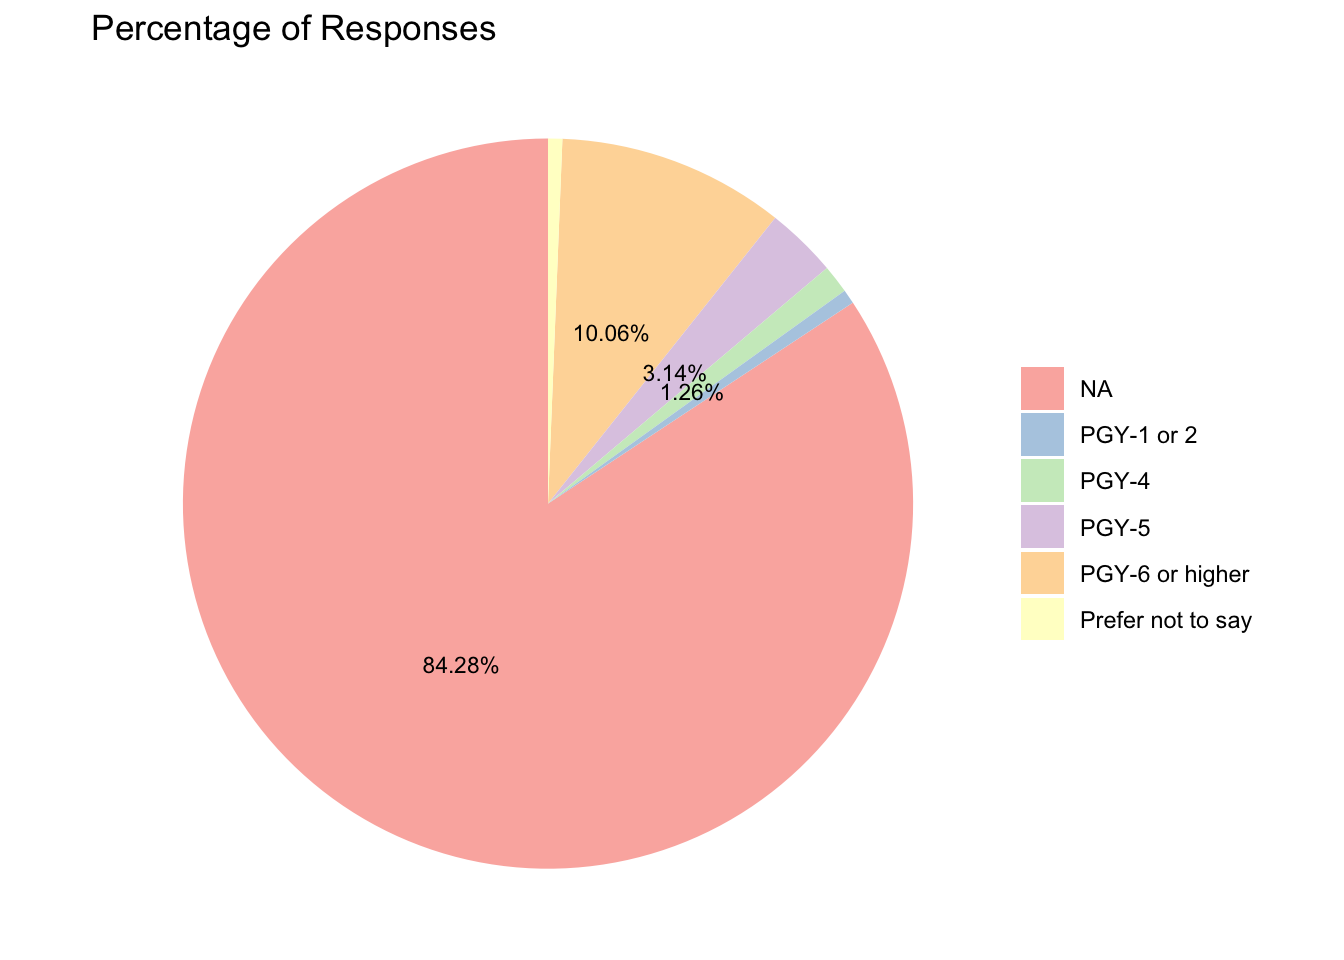 Percentage of Responses
10.06%
3.14%
1.26%
84.28%
NA
PGY-1 or 2
PGY-4
PGY-5
PGY-6 or higher
Prefer not to say